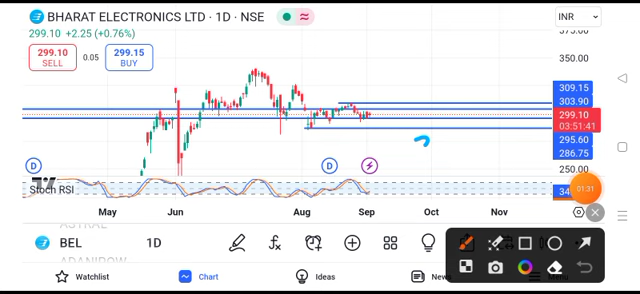 BHARAT ELECTRONICS LTD · 1D · NSE
INR
299.10 +2.25 (+0.76%)
299.10
SELL
0.05
299.15
BUY
350.00
309.15
303.90
299.10
03:51:41
295.60
286.75
250.00
D
D
Stoch RSI
34
01:31
May
Jun
Aug
Sep
Oct
Nov
BEL
1D
Watchlist
Chart
Ideas
News